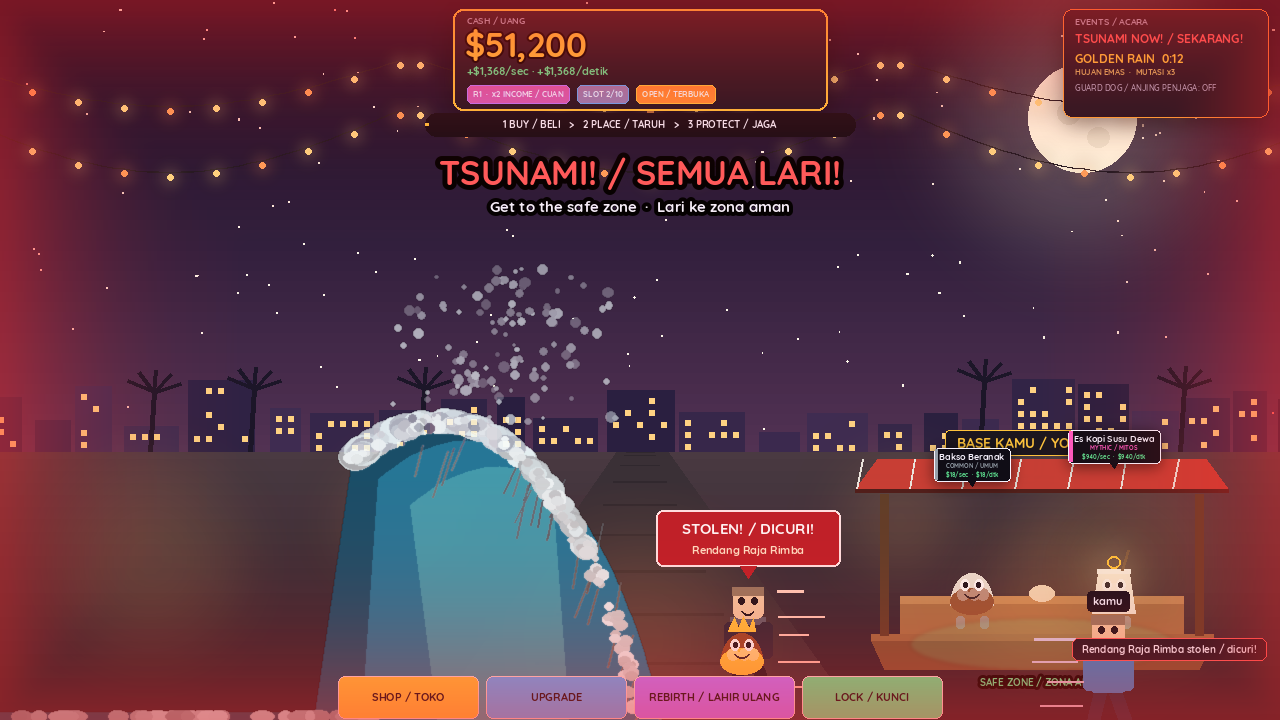 CASH / UANG
$51,200
+$1,368/sec · +$1,368/detik
R1 · x2 INCOME / CUAN
SLOT 2/10
OPEN / TERBUKA
EVENTS / ACARA
TSUNAMI NOW! / SEKARANG!
GOLDEN RAIN 0:12
HUJAN EMAS · MUTASI x3
GUARD DOG / ANJING PENJAGA: OFF
1 BUY / BELI > 2 PLACE / TARUH > 3 PROTECT / JAGA
TSUNAMI! / SEMUA LARI!
Get to the safe zone · Lari ke zona aman
BASE KAMU / YO
Bakso Beranak
COMMON / UMUM
$18/sec · $18/dtk
Es Kopi Susu Dewa
MYTHIC / MITOS
$940/sec · $940/dtk
STOLEN! / DICURI!
Rendang Raja Rimba
kamu
Rendang Raja Rimba stolen / dicuri!
SAFE ZONE / ZONA A
SHOP / TOKO
UPGRADE
REBIRTH / LAHIR ULANG
LOCK / KUNCI